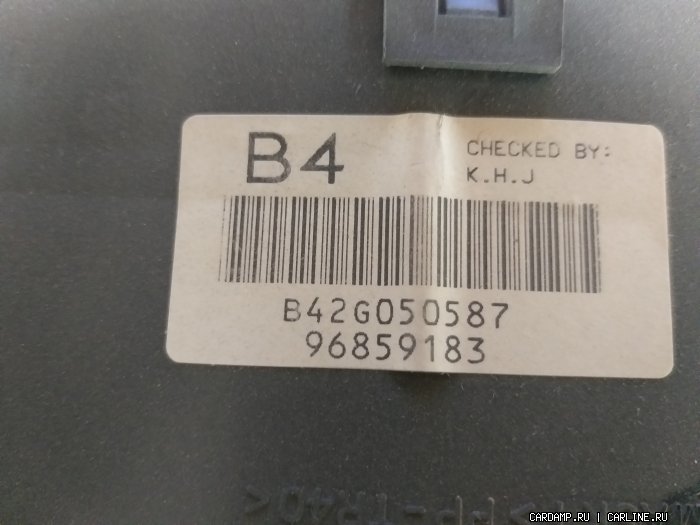 B4
CHECKED BY:
K.H.J
B42G050587
96859183
CARDAMP.RU | CARLINE.RU